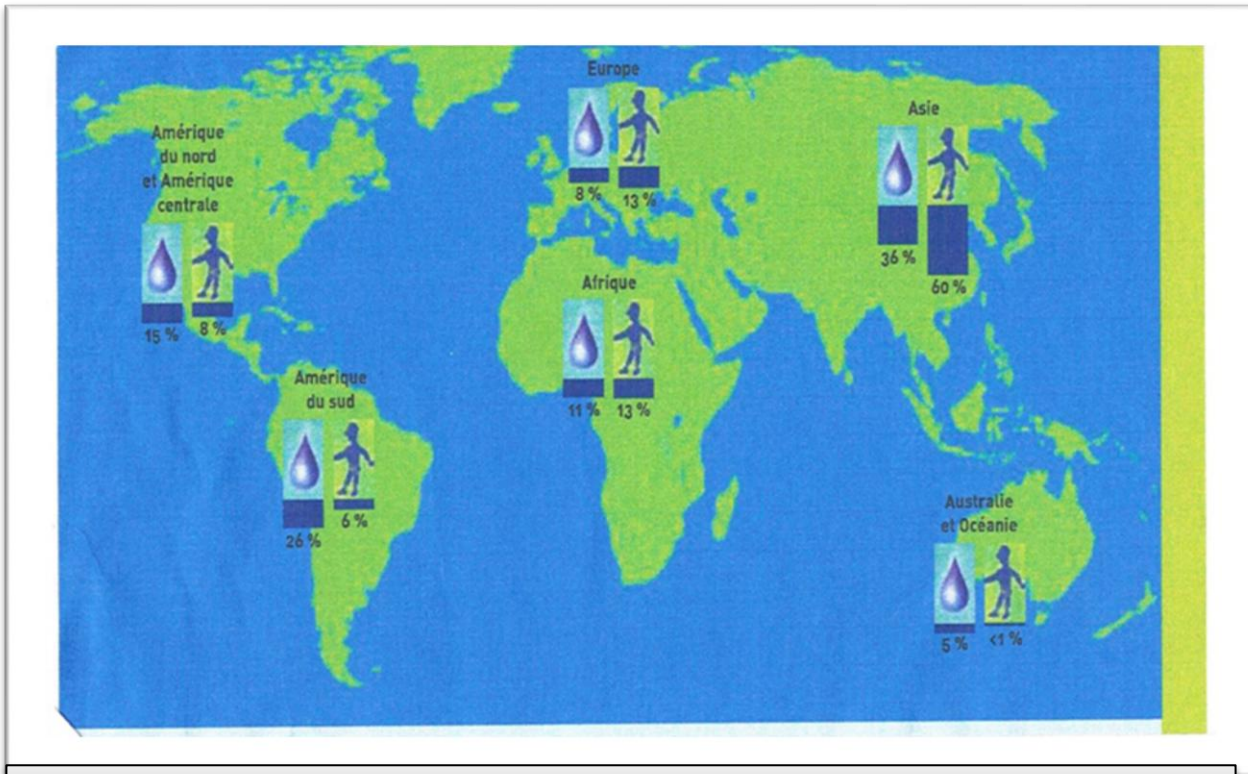 Europe
8 % 13 %
Asie
36 %
60 %
Amérique
du nord
et Amérique
centrale
15 % 8 %
Afrique
11 % 13 %
Amérique
du sud
6 %
26 %
Australie
et Océanie
5 % <1 %